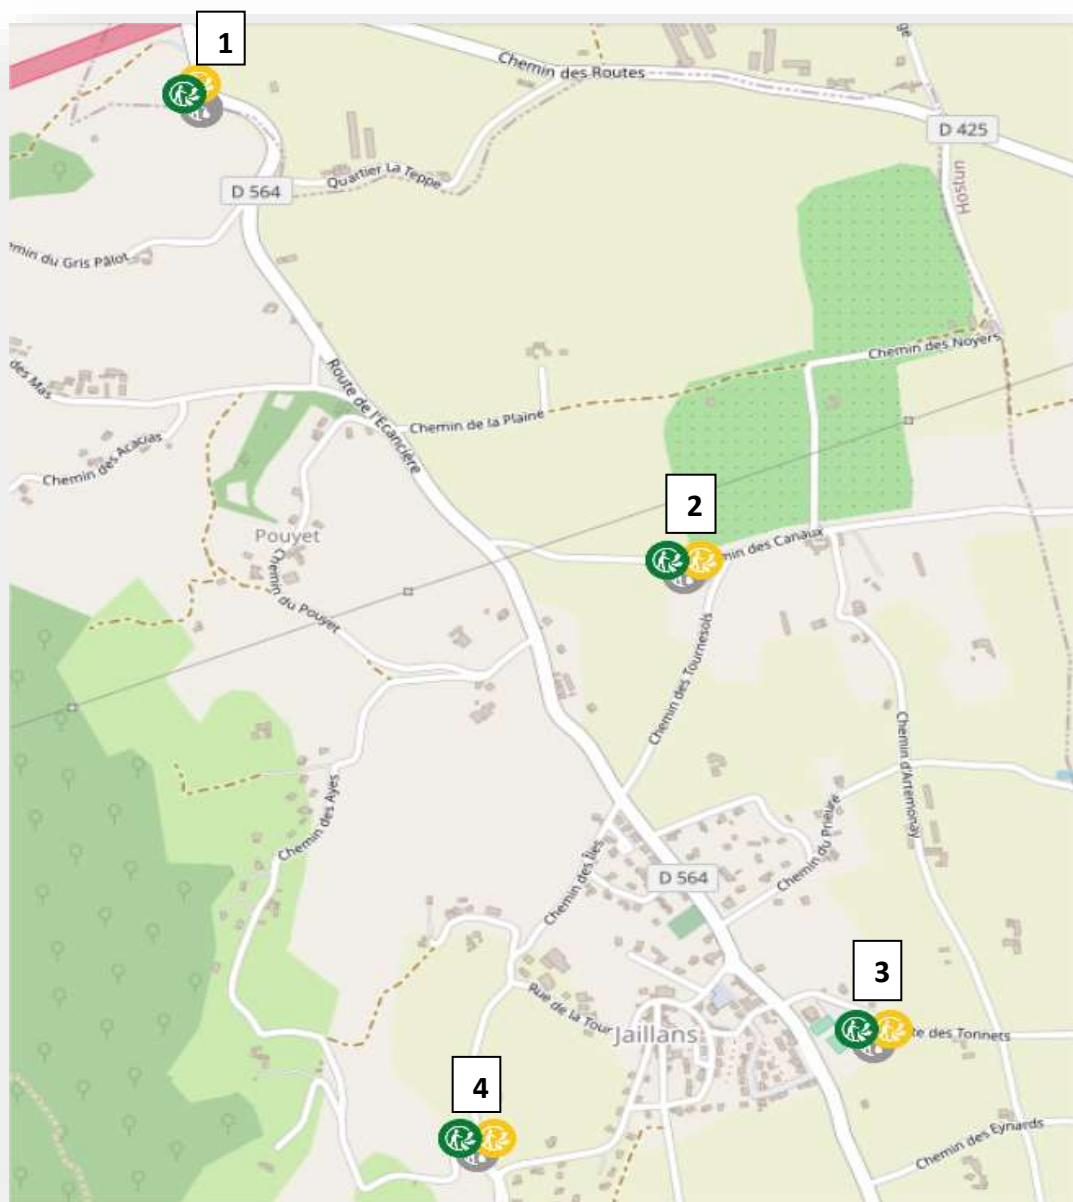 1
ge
Chemin des Routes
D 425
Quartier La Teppe
D 564
Hostun
emin du Gris Pâlot
Chemin des Noyers
des Mas
Route de l'Écancière
Chemin de la Plaine
Chemin des Acacias
2
Pouyet
min des Canaux
Chemin du Pouyet
Chemin des Tournesols
Chemin d'Artemonay
Chemin des Ayes
Chemin du Prieuré
Chemin des Îles
D 564
3
Rue de la Tour
Jaillans
te des Tonnets
4
Chemin des Eynards